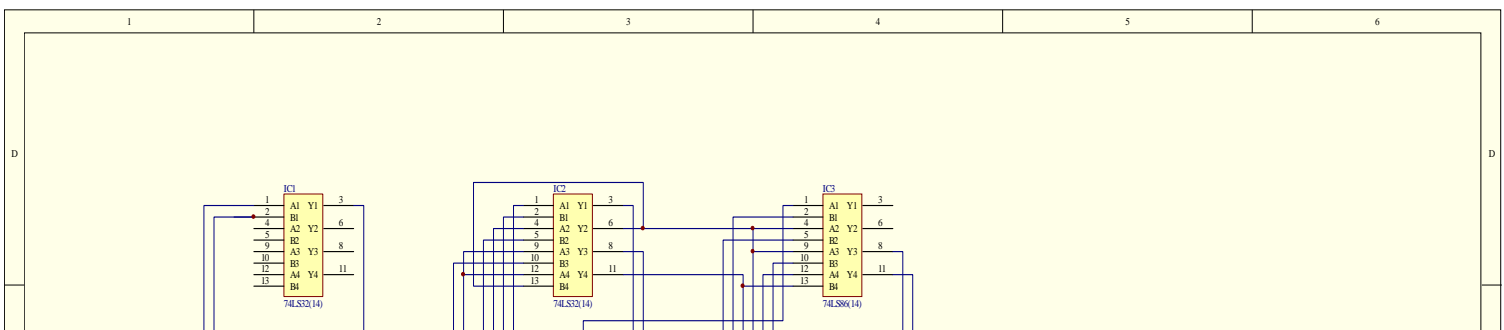 1 2 3 4 5 6
D D
IC1 IC2 IC3
1 A1 Y1 3 1 A1 Y1 3 1 A1 Y1 3
2 B1 2 B1 2 B1
4 A2 Y2 6 4 A2 Y2 6 4 A2 Y2 6
5 B2 5 B2 5 B2
9 A3 Y3 8 9 A3 Y3 8 9 A3 Y3 8
10 B3 10 B3 10 B3
12 A4 Y4 11 12 A4 Y4 11 12 A4 Y4 11
13 B4 13 B4 13 B4
74LS32(14) 74LS32(14) 74LS86(14)